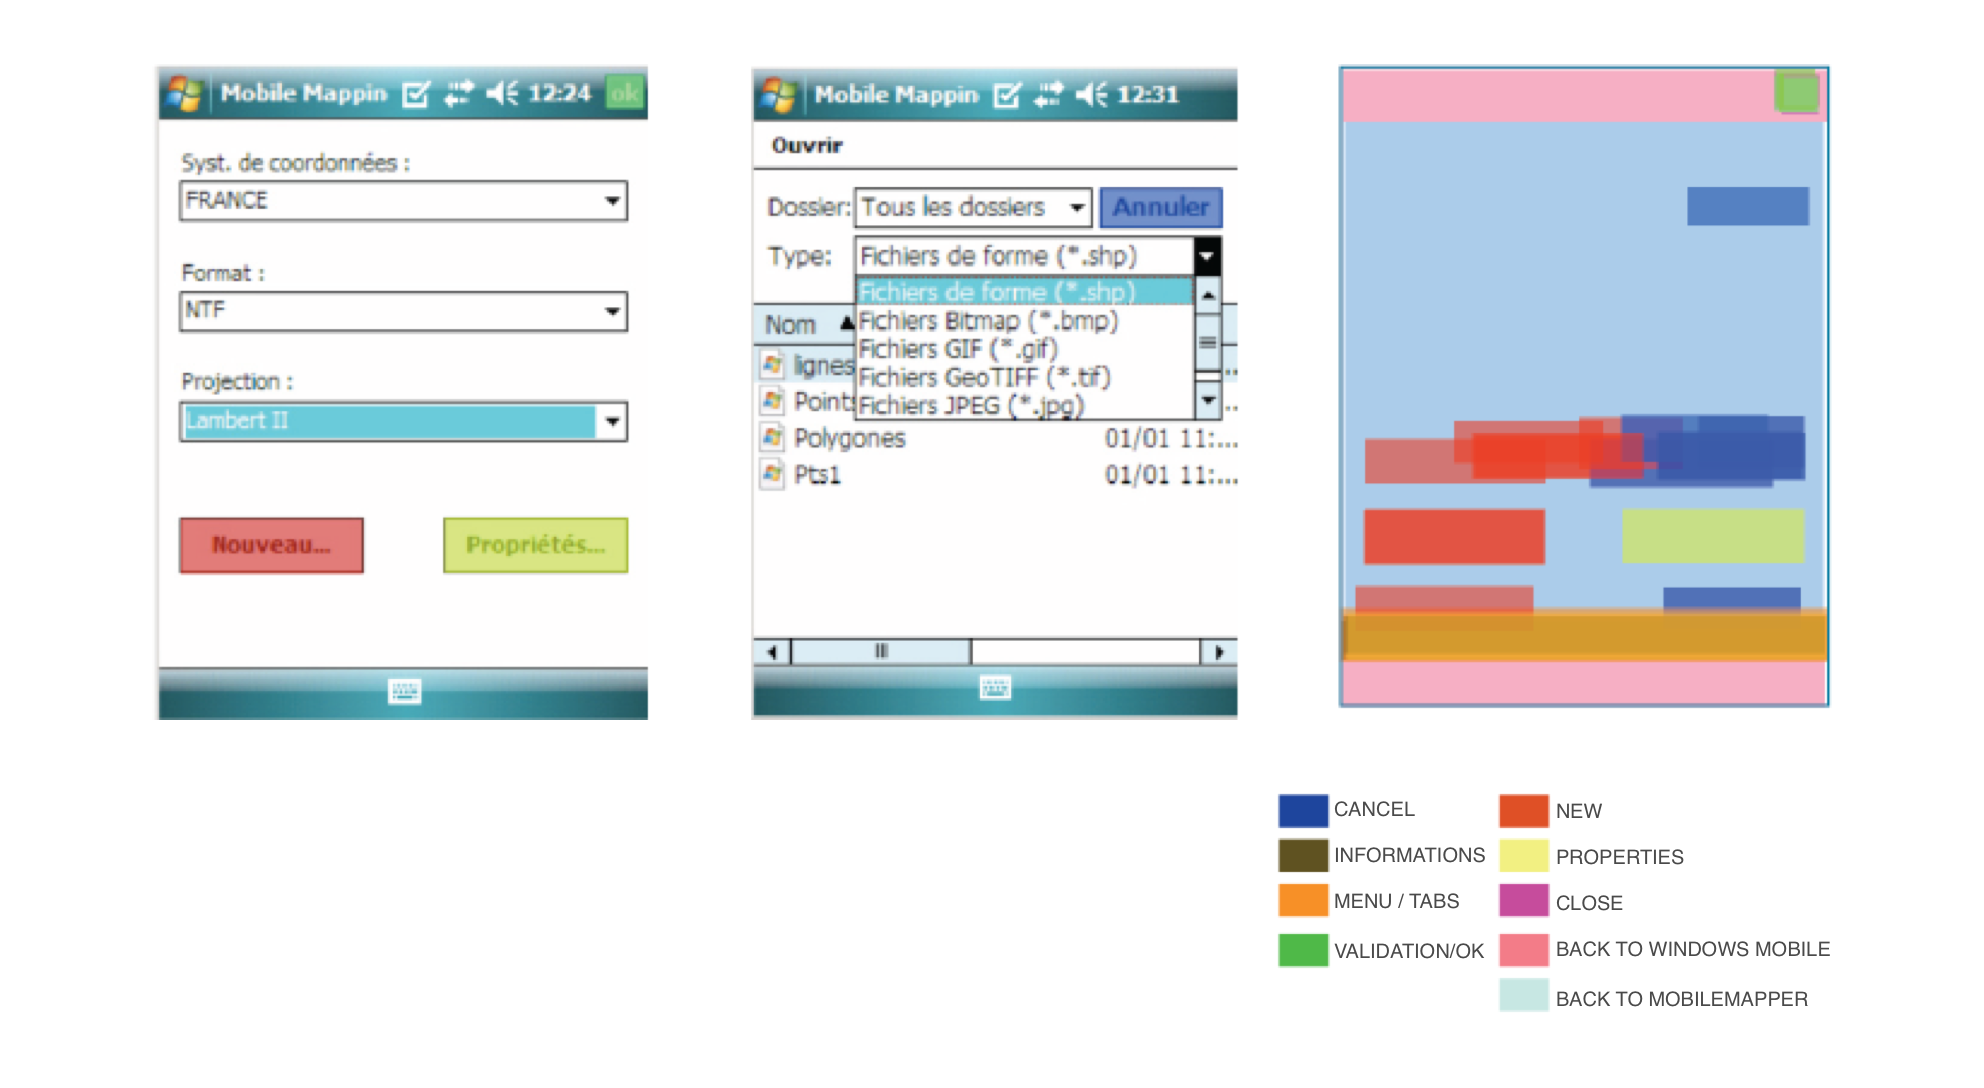 Mobile Mappin 12:24 ok
Syst. de coordonnées :
FRANCE
Format :
NTF
Projection :
Lambert II
Nouveau...
Propriétés...
Mobile Mappin 12:31
Ouvrir
Dossier: Tous les dossiers Annuler
Type: Fichiers de forme (*.shp)
Fichiers de forme (*.shp)
Nom Fichiers Bitmap (*.bmp)
Fichiers GIF (*.gif)
lignes ..
Fichiers GeoTIFF (*.tif)
Points Fichiers JPEG (*.jpg) ..
Polygones 01/01 11:...
Pts1 01/01 11:...
CANCEL
INFORMATIONS
MENU / TABS
VALIDATION/OK
NEW
PROPERTIES
CLOSE
BACK TO WINDOWS MOBILE
BACK TO MOBILEMAPPER